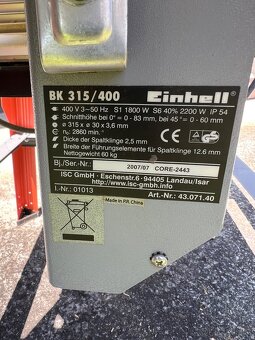 BK 315/400 Einhell
400 V 3~50 Hz S1 1800 W S6 40% 2200 W IP 54
Schnitthöhe bei 0° = 0 - 83 mm, bei 45° = 0 - 60 mm
ø 315 x ø 30 x 3,6 mm
n₀: 2860 min⁻¹
Dicke der Spaltklinge 2,5 mm
Breite der Führungselemente für Spaltklinge 12.6 mm
Nettogewicht 60 kg
Bj./Ser.-Nr.: 2007/07 CORE-2443
ISC GmbH · Eschenstr.6 · 94405 Landau/Isar
http://www.isc-gmbh.info
I.-Nr.: 01013 Art.-Nr.: 43.071.40
Made in P.R. China